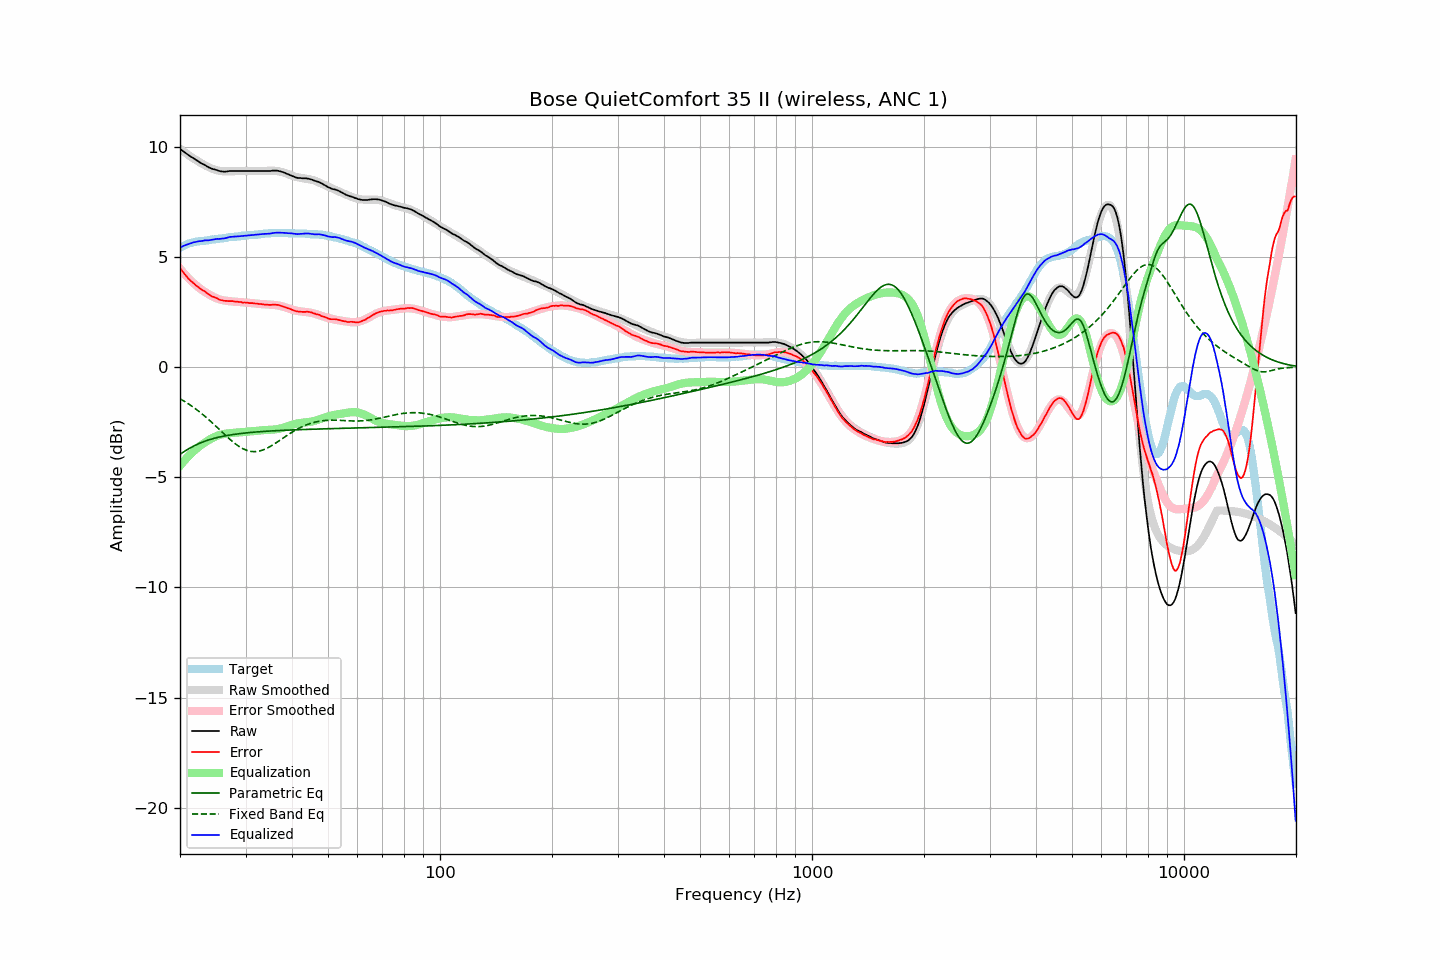 Bose QuietComfort 35 II (wireless, ANC 1)
10
5
0
−5
−10
−15
−20
Amplitude (dBr)
Target
Raw Smoothed
Error Smoothed
Raw
Error
Equalization
Parametric Eq
Fixed Band Eq
Equalized
100 1000 10000
Frequency (Hz)